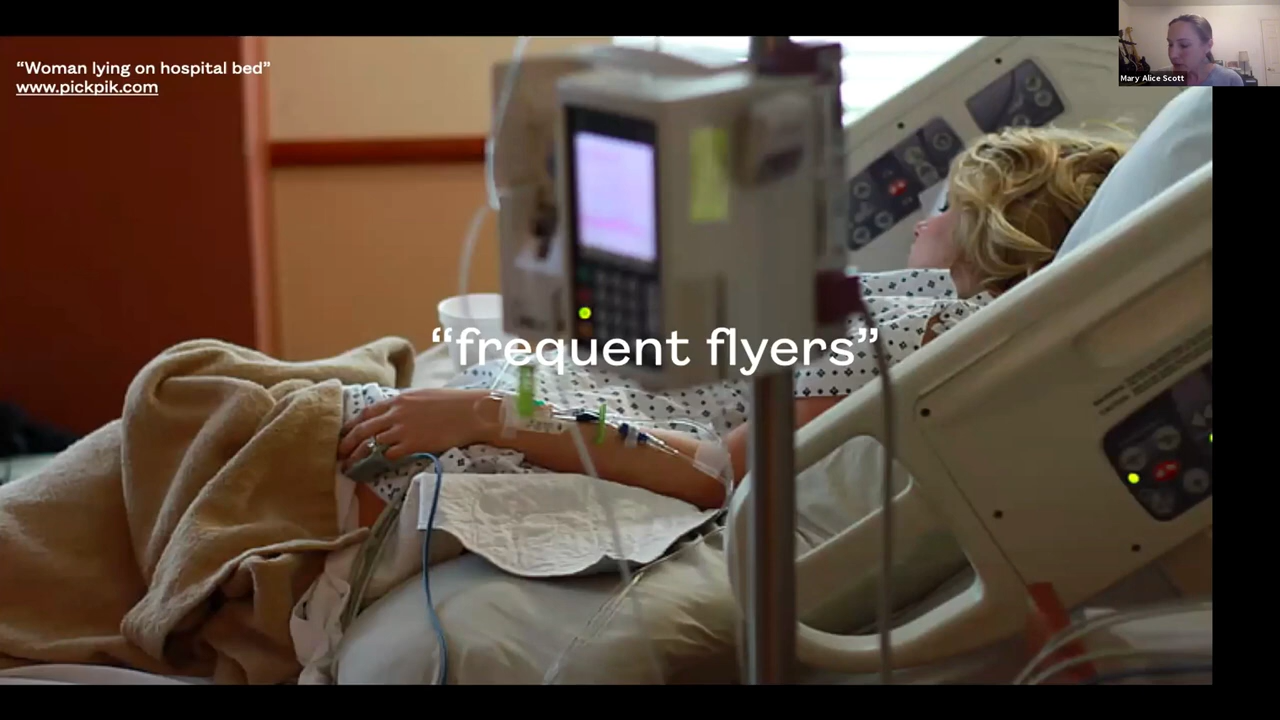 “Woman lying on hospital bed”
www.pickpik.com
Mary Alice Scott
“frequent flyers”